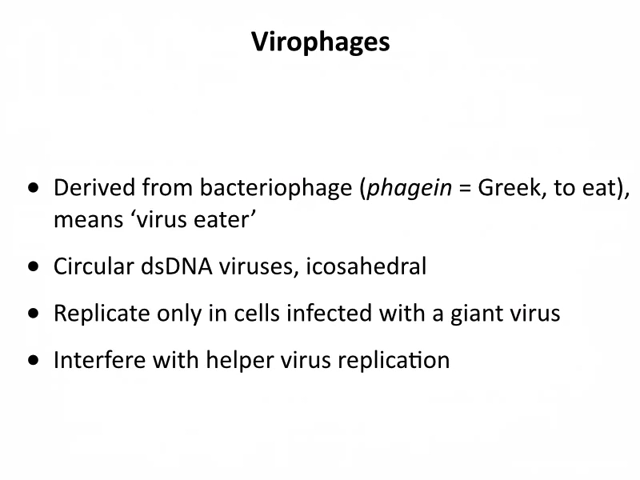 Virophages
• Derived from bacteriophage (phagein = Greek, to eat),
means ‘virus eater’
• Circular dsDNA viruses, icosahedral
• Replicate only in cells infected with a giant virus
• Interfere with helper virus replication